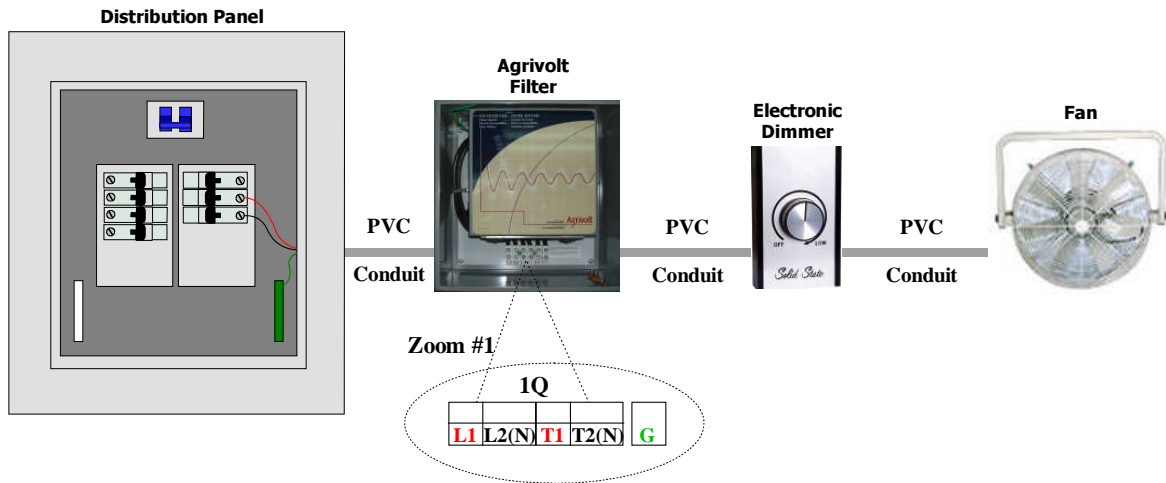 Distribution Panel
Agrivolt
Filter
Electronic
Dimmer
Fan
Agrivolt
PVC
Conduit
PVC
Conduit
PVC
Conduit
OFF
LOW
Solid State
Zoom #1
1Q
L1 L2(N) T1 T2(N) G